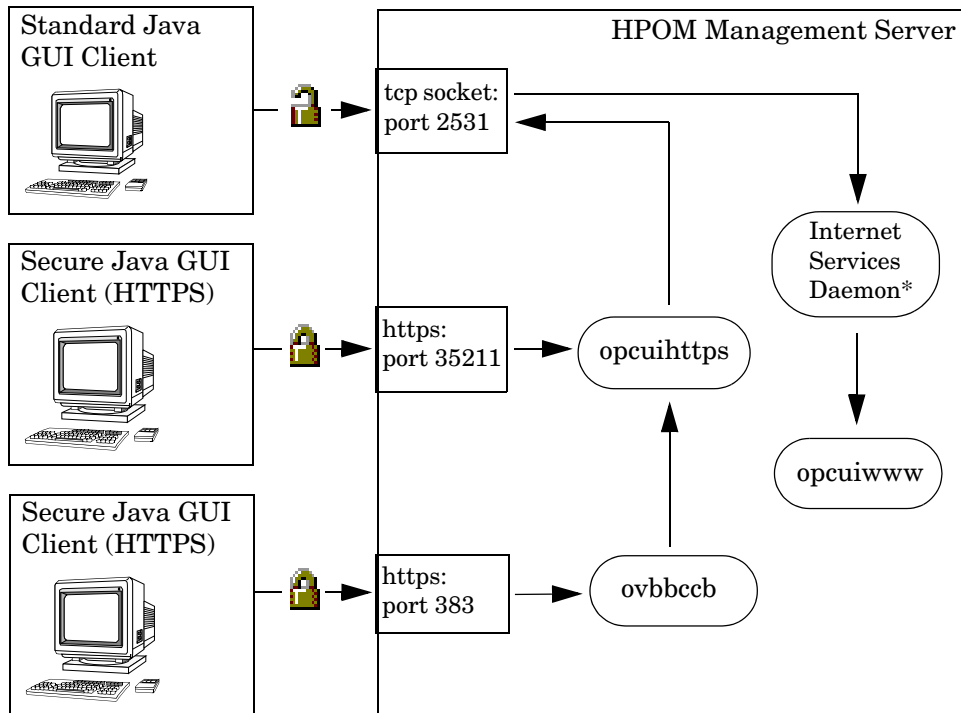 Standard Java
GUI Client
HPOM Management Server
tcp socket:
port 2531
Internet
Services
Daemon*
Secure Java GUI
Client (HTTPS)
https:
port 35211
opcuihttps
opcuiwww
Secure Java GUI
Client (HTTPS)
https:
port 383
ovbbccb